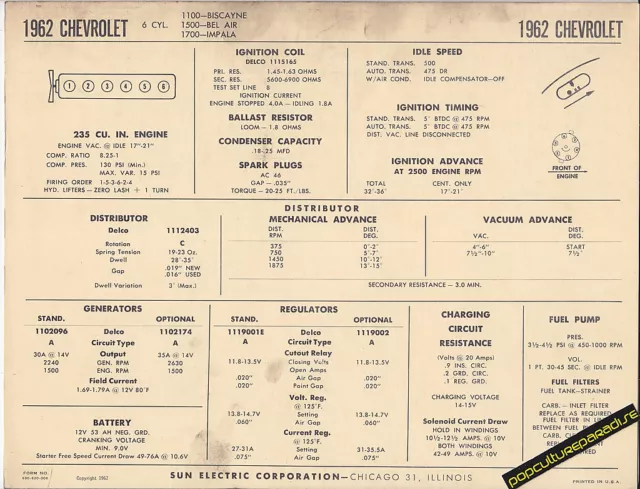 1962 CHEVROLET
6 CYL.
1100—BISCAYNE
1500—BEL AIR
1700—IMPALA
1962 CHEVROLET
1 2 3 4 5 6
235 CU. IN. ENGINE
ENGINE VAC. @ IDLE 17"-21"
COMP. RATIO 8.25-1
COMP. PRES. 130 PSI (Min.)
MAX. VAR. 15 PSI
FIRING ORDER 1-5-3-6-2-4
HYD. LIFTERS—ZERO LASH + 1 TURN
IGNITION COIL
DELCO 1115165
PRI. RES. 1.45-1.63 OHMS
SEC. RES. 5600-6900 OHMS
TEST SET LINE 8
IGNITION CURRENT
ENGINE STOPPED 4.0A—IDLING 1.8A
BALLAST RESISTOR
LOOM—1.8 OHMS
CONDENSER CAPACITY
.18-.25 MFD
SPARK PLUGS
AC 46
GAP—.035"
TORQUE—20-25 FT./LBS.
IDLE SPEED
STAND. TRANS. 500
AUTO. TRANS. 475 DR
W/AIR COND. IDLE COMPENSATOR—OFF
IGNITION TIMING
STAND. TRANS. 5° BTDC @ 475 RPM
AUTO. TRANS. 5° BTDC @ 475 RPM
DIST. VAC. LINE DISCONNECTED
IGNITION ADVANCE
AT 2500 ENGINE RPM
TOTAL CENT. ONLY
32°-36° 17°-21°
FRONT OF
ENGINE
DISTRIBUTOR
Delco 1112403
Rotation C
Spring Tension 19-23 Oz.
Dwell 28°-35°
Gap .019" NEW
.016" USED
Dwell Variation 3° (Max.)
DISTRIBUTOR
MECHANICAL ADVANCE
DIST. RPM DIST. DEG.
375 0°-2°
750 5°-7°
1450 10°-12°
1875 13°-15°
VACUUM ADVANCE
DIST. VAC. DIST. DEG.
4"-6" START
7½"-10" 7½°
SECONDARY RESISTANCE — 3.0 MIN.
GENERATORS
STAND. OPTIONAL
1102096 Delco 1102174
A Circuit Type A
30A @ 14V Output 35A @ 14V
2240 GEN. RPM 2630
1500 ENG. RPM 1500
Field Current
1.69-1.79A @ 12V 80°F
BATTERY
12V 53 AH NEG. GRD.
CRANKING VOLTAGE
MIN. 9.0V
Starter Free Speed Current Draw 49-76A @ 10.6V
REGULATORS
STAND. OPTIONAL
1119001E Delco 1119002
A Circuit Type A
Cutout Relay
11.8-13.5V Closing Volts 11.8-13.5V
Open Amps
.020" Air Gap .020"
.020" Point Gap .020"
Volt. Reg.
@ 125°F.
13.8-14.7V Setting 13.8-14.7V
.060" Air Gap .060"
Current Reg.
@ 125°F.
27-31A Setting 31-35.5A
.075" Air Gap .075"
CHARGING
CIRCUIT
RESISTANCE
(Volts @ 20 Amps)
.9 INS. CIRC.
.2 GRD. CIRC.
.1 REG. GRD.
CHARGING VOLTAGE
14-15V
Solenoid Current Draw
HOLD IN WINDINGS
10½-12½ AMPS. @ 10V
BOTH WINDINGS
42-49 AMPS. @ 10V
FUEL PUMP
PRES.
3½-4½ PSI @ 450-1000 RPM
VOL.
1 PT. 30-45 SEC. @ IDLE RPM
FUEL FILTERS
FUEL TANK—STRAINER
CARB.—INLET FILTER
REPLACE AS REQUIRED
FUEL FILTER IN LINE
BETWEEN
CARB.
REPLACE
popcultureparadise.
Copyright 1962
SUN ELECTRIC CORPORATION—CHICAGO 31, ILLINOIS
PRINTED IN U.S.A.
FORM NO.